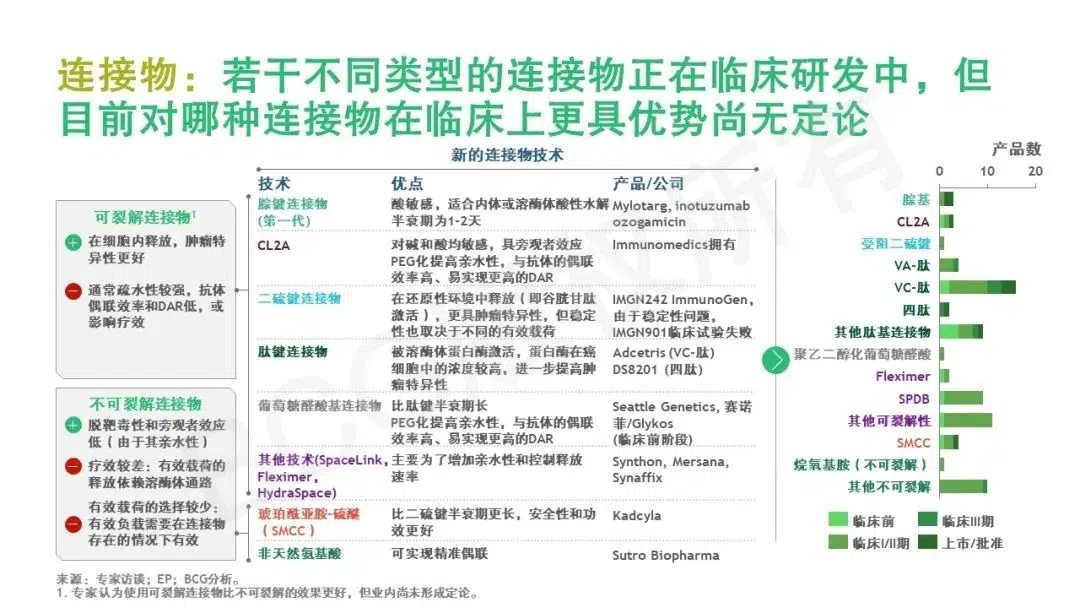 连接物：若干不同类型的连接物正在临床研发中，但
目前对哪种连接物在临床上更具优势尚无定论
新的连接物技术
技术
优点
产品/公司
可裂解连接物1
在细胞内释放，肿瘤特
异性更好
通常疏水性较强，抗体
偶联效率和DAR低，或
影响疗效
不可裂解连接物
脱靶毒性和旁观者效应
低（由于其亲水性）
疗效较差：有效载荷的
释放依赖溶酶体通路
有效载荷的选择较少：
有效负载需要在连接物
存在的情况下有效
腙键连接物
(第一代)
酸敏感，适合内体或溶酶体酸性水解
半衰期为1-2天
Mylotarg, inotuzumab
ozogamicin
CL2A
对碱和酸均敏感，具旁观者效应
PEG化提高亲水性，与抗体的偶联
效率高、易实现更高的DAR
Immunomedics拥有
二硫键连接物
在还原性环境中释放（即谷胱甘肽
激活），更具肿瘤特异性，但稳定
性也取决于不同的有效载荷
IMGN242 ImmunoGen，
由于稳定性问题，
IMGN901临床试验失败
肽键连接物
被溶酶体蛋白酶激活，蛋白酶在癌
细胞中的浓度较高，进一步提高肿
瘤特异性
Adcetris (VC-肽)
DS8201 (四肽)
葡萄糖醛酸基连接物
比肽键半衰期长
PEG化提高亲水性，与抗体的偶联
效率高、易实现更高的DAR
Seattle Genetics, 赛诺
菲/Glykos
(临床前阶段)
其他技术(SpaceLink，
Fleximer，
HydraSpace)
主要为了增加亲水性和控制释放
速率
Synthon, Mersana,
Synaffix
琥珀酰亚胺-硫醚
（SMCC）
比二硫键半衰期更长，安全性和功
效更好
Kadcyla
非天然氨基酸
可实现精准偶联
Sutro Biopharma
产品数
0 10 20
腙基
CL2A
受阻二硫键
VA-肽
VC-肽
四肽
其他肽基连接物
聚乙二醇化葡萄糖醛酸
Fleximer
SPDB
其他可裂解性
SMCC
烷氧基胺（不可裂解）
其他不可裂解
临床前
临床III期
临床I/II期
上市/批准
来源：专家访谈；EP；BCG分析。
1. 专家认为使用可裂解连接物比不可裂解的效果更好，但业内尚未形成定论。
BCG版权所有